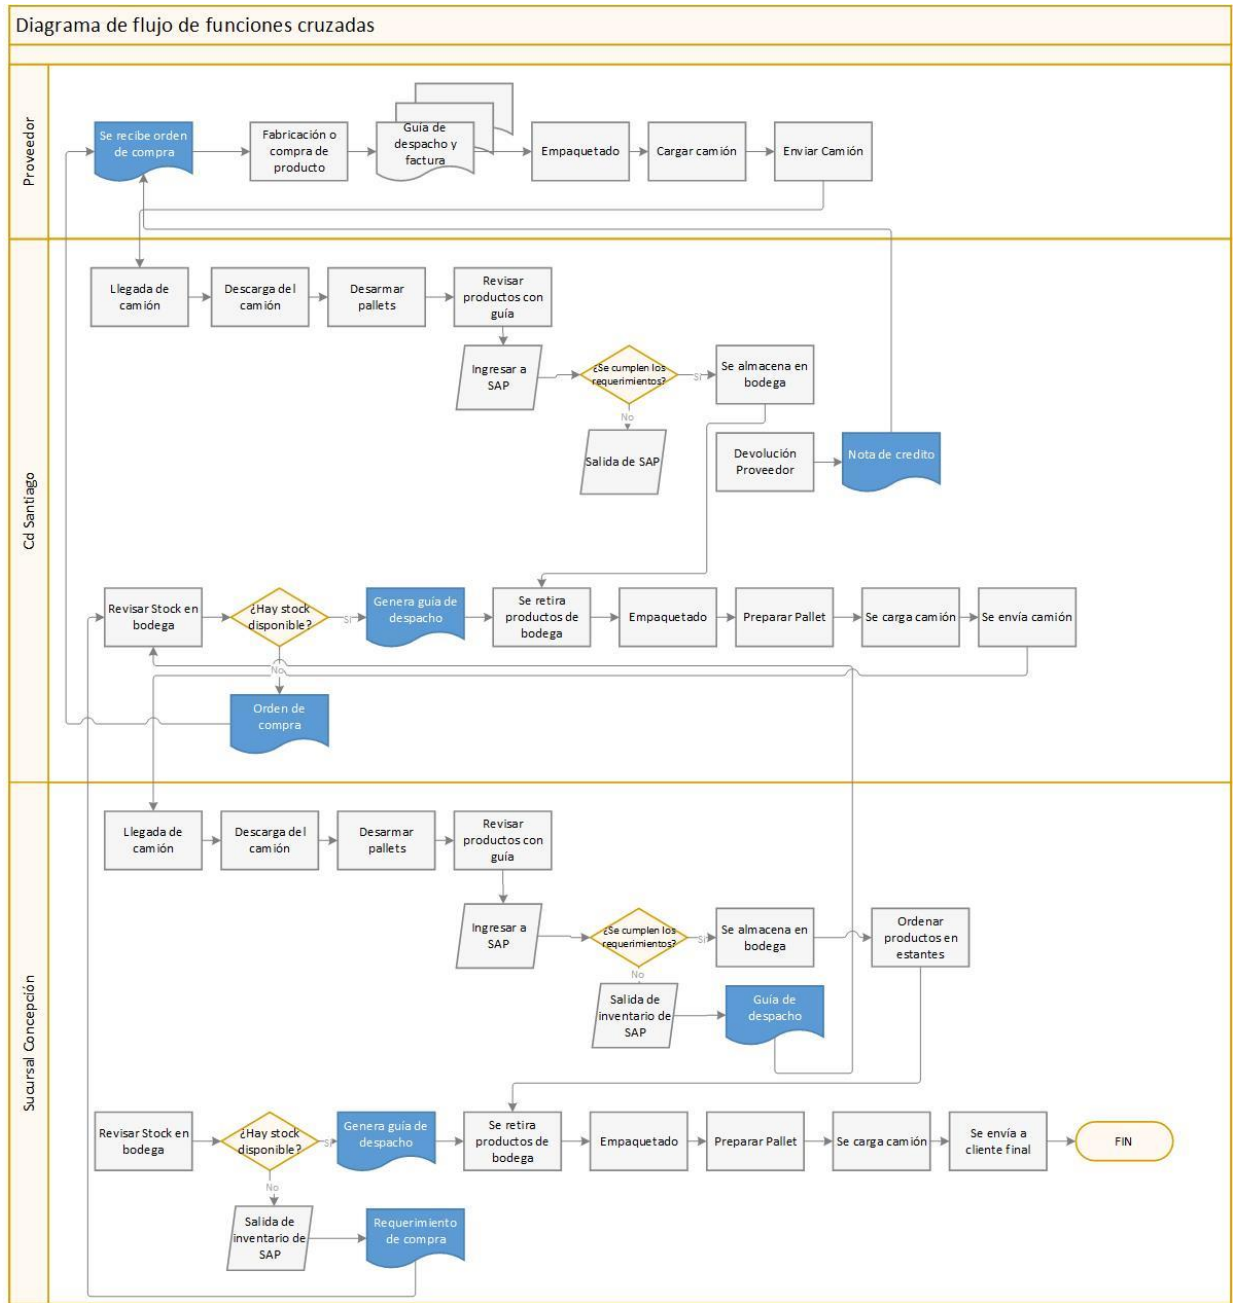 Diagrama de flujo de funciones cruzadas
Proveedor
Se recibe orden
de compra
Fabricación o
compra de
producto
Guía de
despacho y
factura
Empaquetado
Cargar camión
Enviar Camión
Cd Santiago
Llegada de
camión
Descarga del
camión
Desarmar
pallets
Revisar
productos con
guía
Ingresar a
SAP
¿Se cumplen los
requerimientos?
Si
Se almacena en
bodega
No
Salida de SAP
Devolución
Proveedor
Nota de credito
Revisar Stock en
bodega
¿Hay stock
disponible?
Si
Genera guía de
despacho
Se retira
productos de
bodega
Empaquetado
Preparar Pallet
Se carga camión
Se envía camión
No
Orden de
compra
Sucursal Concepción
Llegada de
camión
Descarga del
camión
Desarmar
pallets
Revisar
productos con
guía
Ingresar a
SAP
¿Se cumplen los
requerimientos?
Si
Se almacena en
bodega
Ordenar
productos en
estantes
No
Salida de
inventario de
SAP
Guía de
despacho
Revisar Stock en
bodega
¿Hay stock
disponible?
Si
Genera guía de
despacho
Se retira
productos de
bodega
Empaquetado
Preparar Pallet
Se carga camión
Se envía a
cliente final
FIN
No
Salida de
inventario de
SAP
Requerimiento
de compra